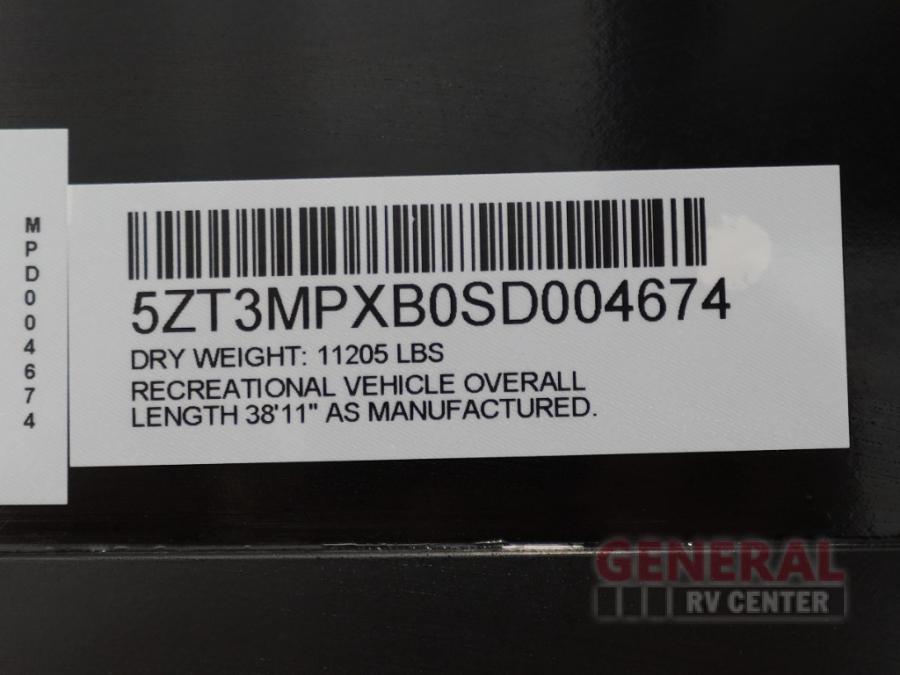 MPD004674
5ZT3MPXB0SD004674
DRY WEIGHT: 11205 LBS
RECREATIONAL VEHICLE OVERALL
LENGTH 38'11" AS MANUFACTURED.
GENERAL
RV CENTER